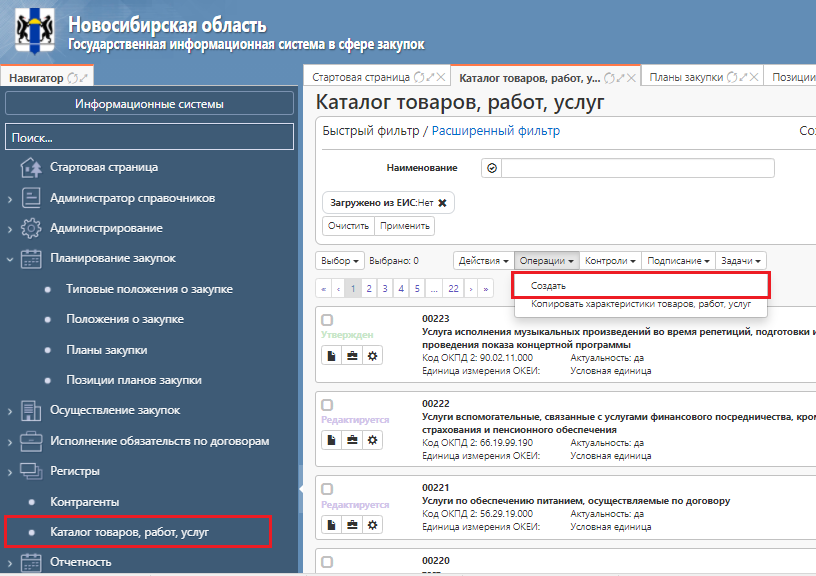 Новосибирская область
Государственная информационная система в сфере закупок
Навигатор
Информационные системы
Поиск...
Стартовая страница
Администратор справочников
Администрирование
Планирование закупок
Типовые положения о закупке
Положения о закупке
Планы закупки
Позиции планов закупки
Осуществление закупок
Исполнение обязательств по договорам
Регистры
Контрагенты
Каталог товаров, работ, услуг
Отчетность
Стартовая страница
Каталог товаров, работ, у...
Планы закупки
Позиции
Каталог товаров, работ, услуг
Быстрый фильтр / Расширенный фильтр
Со
Наименование
Загружено из ЕИС:Нет
Очистить Применить
Выбор Выбрано: 0 Действия Операции Контроли Подписание Задачи
« ‹ 1 2 3 4 5 ... 22 › »
Создать
Копировать характеристики товаров, работ, услуг
00223
Утвержден
Услуга исполнения музыкальных произведений во время репетиций, подготовки и
проведения показа концертной программы
Код ОКПД 2: 90.02.11.000 Актуальность: да
Единица измерения ОКЕИ: Условная единица
00222
Редактируется
Услуги вспомогательные, связанные с услугами финансового посредничества, кро
страхования и пенсионного обеспечения
Код ОКПД 2: 66.19.99.190 Актуальность: да
Единица измерения ОКЕИ: Условная единица
00221
Редактируется
Услуги по обеспечению питанием, осуществляемые по договору
Код ОКПД 2: 56.29.19.000 Актуальность: да
Единица измерения ОКЕИ: Условная единица
00220